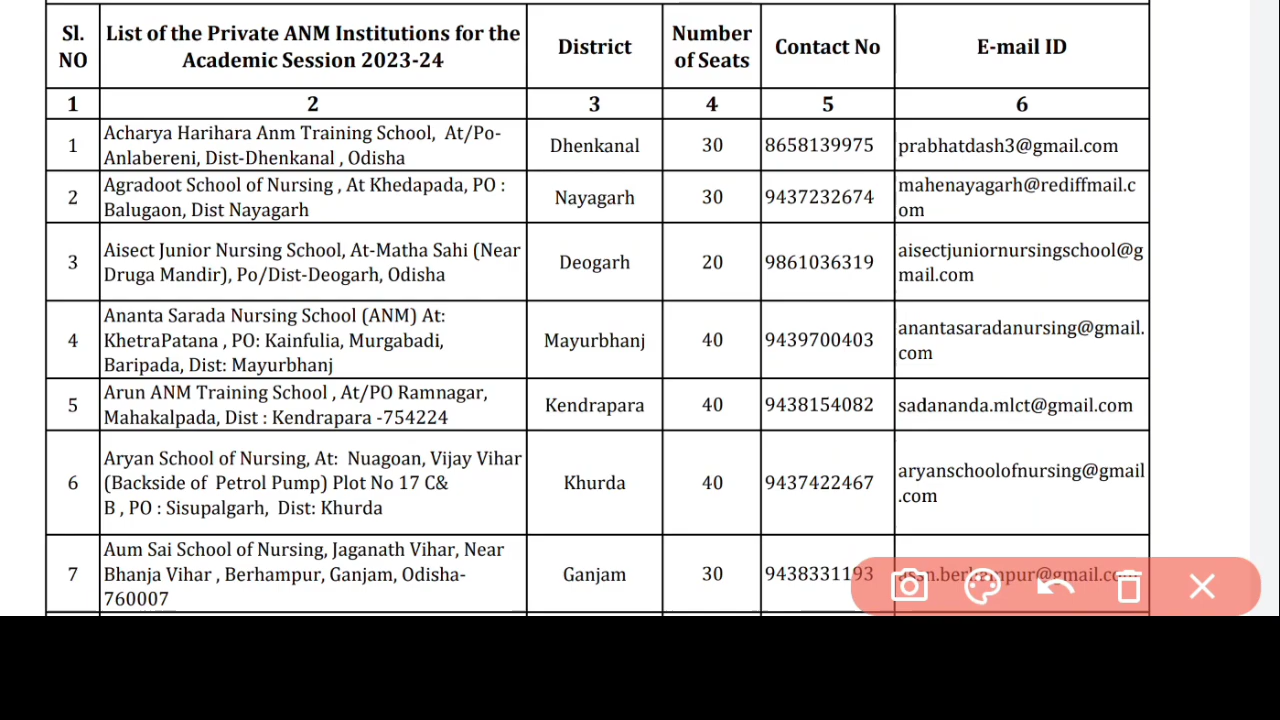 Sl. NO
List of the Private ANM Institutions for the
Academic Session 2023-24
District
Number
of Seats
Contact No
E-mail ID
1
2
3
4
5
6
1
Acharya Harihara Anm Training School, At/Po-
Anlabereni, Dist-Dhenkanal , Odisha
Dhenkanal
30
8658139975
prabhatdash3@gmail.com
2
Agradoot School of Nursing , At Khedapada, PO :
Balugaon, Dist Nayagarh
Nayagarh
30
9437232674
mahenayagarh@rediffmail.c
om
3
Aisect Junior Nursing School, At-Matha Sahi (Near
Druga Mandir), Po/Dist-Deogarh, Odisha
Deogarh
20
9861036319
aisectjuniornursingschool@g
mail.com
4
Ananta Sarada Nursing School (ANM) At:
KhetraPatana , PO: Kainfulia, Murgabadi,
Baripada, Dist: Mayurbhanj
Mayurbhanj
40
9439700403
anantasaradanursing@gmail.
com
5
Arun ANM Training School , At/PO Ramnagar,
Mahakalpada, Dist : Kendrapara -754224
Kendrapara
40
9438154082
sadananda.mlct@gmail.com
6
Aryan School of Nursing, At: Nuagoan, Vijay Vihar
(Backside of Petrol Pump) Plot No 17 C&
B , PO : Sisupalgarh, Dist: Khurda
Khurda
40
9437422467
aryanschoolofnursing@gmail
.com
7
Aum Sai School of Nursing, Jaganath Vihar, Near
Bhanja Vihar , Berhampur, Ganjam, Odisha-
760007
Ganjam
30
9438331193